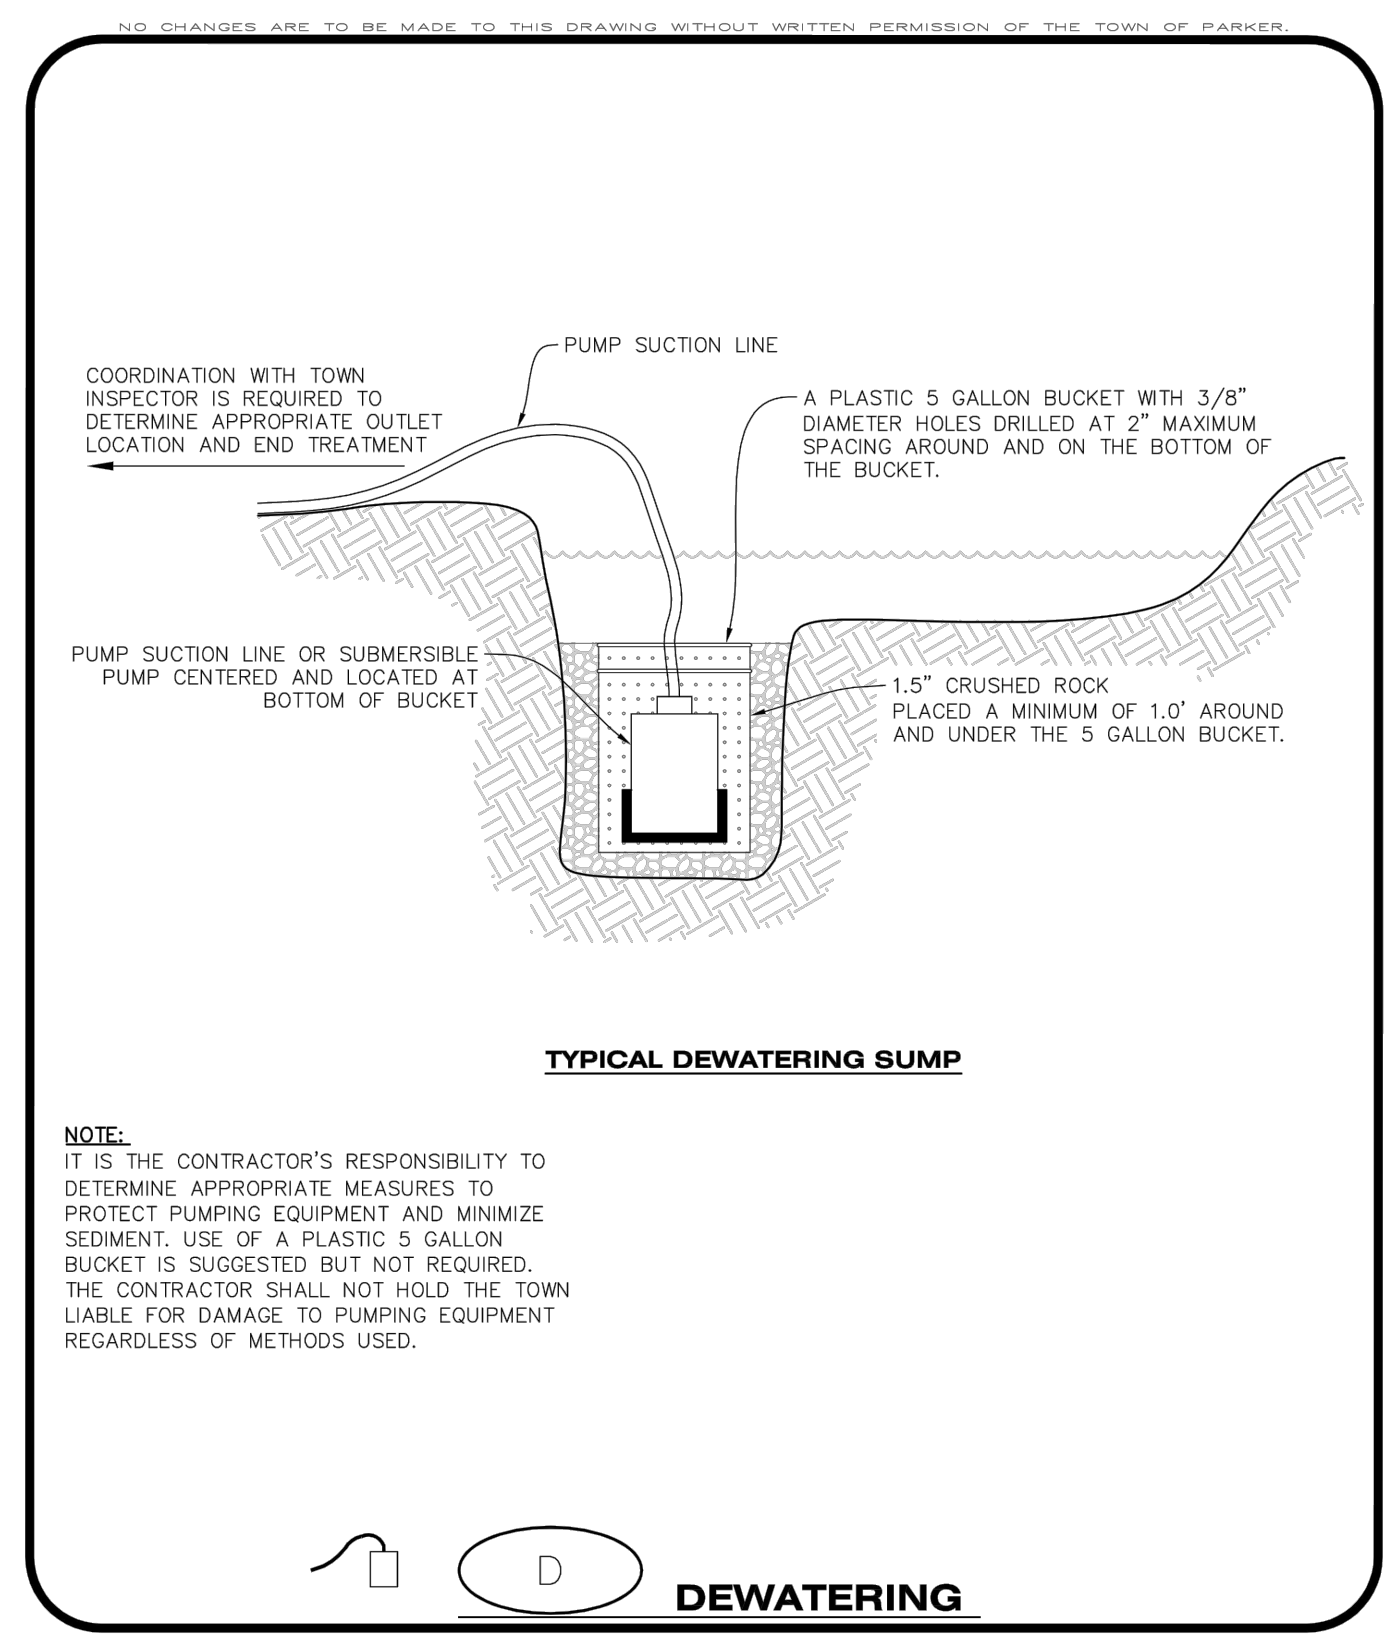 NO CHANGES ARE TO BE MADE TO THIS DRAWING WITHOUT WRITTEN PERMISSION OF THE TOWN OF PARKER.
PUMP SUCTION LINE
COORDINATION WITH TOWN
INSPECTOR IS REQUIRED TO
DETERMINE APPROPRIATE OUTLET
LOCATION AND END TREATMENT
A PLASTIC 5 GALLON BUCKET WITH 3/8”
DIAMETER HOLES DRILLED AT 2” MAXIMUM
SPACING AROUND AND ON THE BOTTOM OF
THE BUCKET.
PUMP SUCTION LINE OR SUBMERSIBLE
PUMP CENTERED AND LOCATED AT
BOTTOM OF BUCKET
1.5” CRUSHED ROCK
PLACED A MINIMUM OF 1.0’ AROUND
AND UNDER THE 5 GALLON BUCKET.
TYPICAL DEWATERING SUMP
NOTE:
IT IS THE CONTRACTOR’S RESPONSIBILITY TO
DETERMINE APPROPRIATE MEASURES TO
PROTECT PUMPING EQUIPMENT AND MINIMIZE
SEDIMENT. USE OF A PLASTIC 5 GALLON
BUCKET IS SUGGESTED BUT NOT REQUIRED.
THE CONTRACTOR SHALL NOT HOLD THE TOWN
LIABLE FOR DAMAGE TO PUMPING EQUIPMENT
REGARDLESS OF METHODS USED.
D
DEWATERING